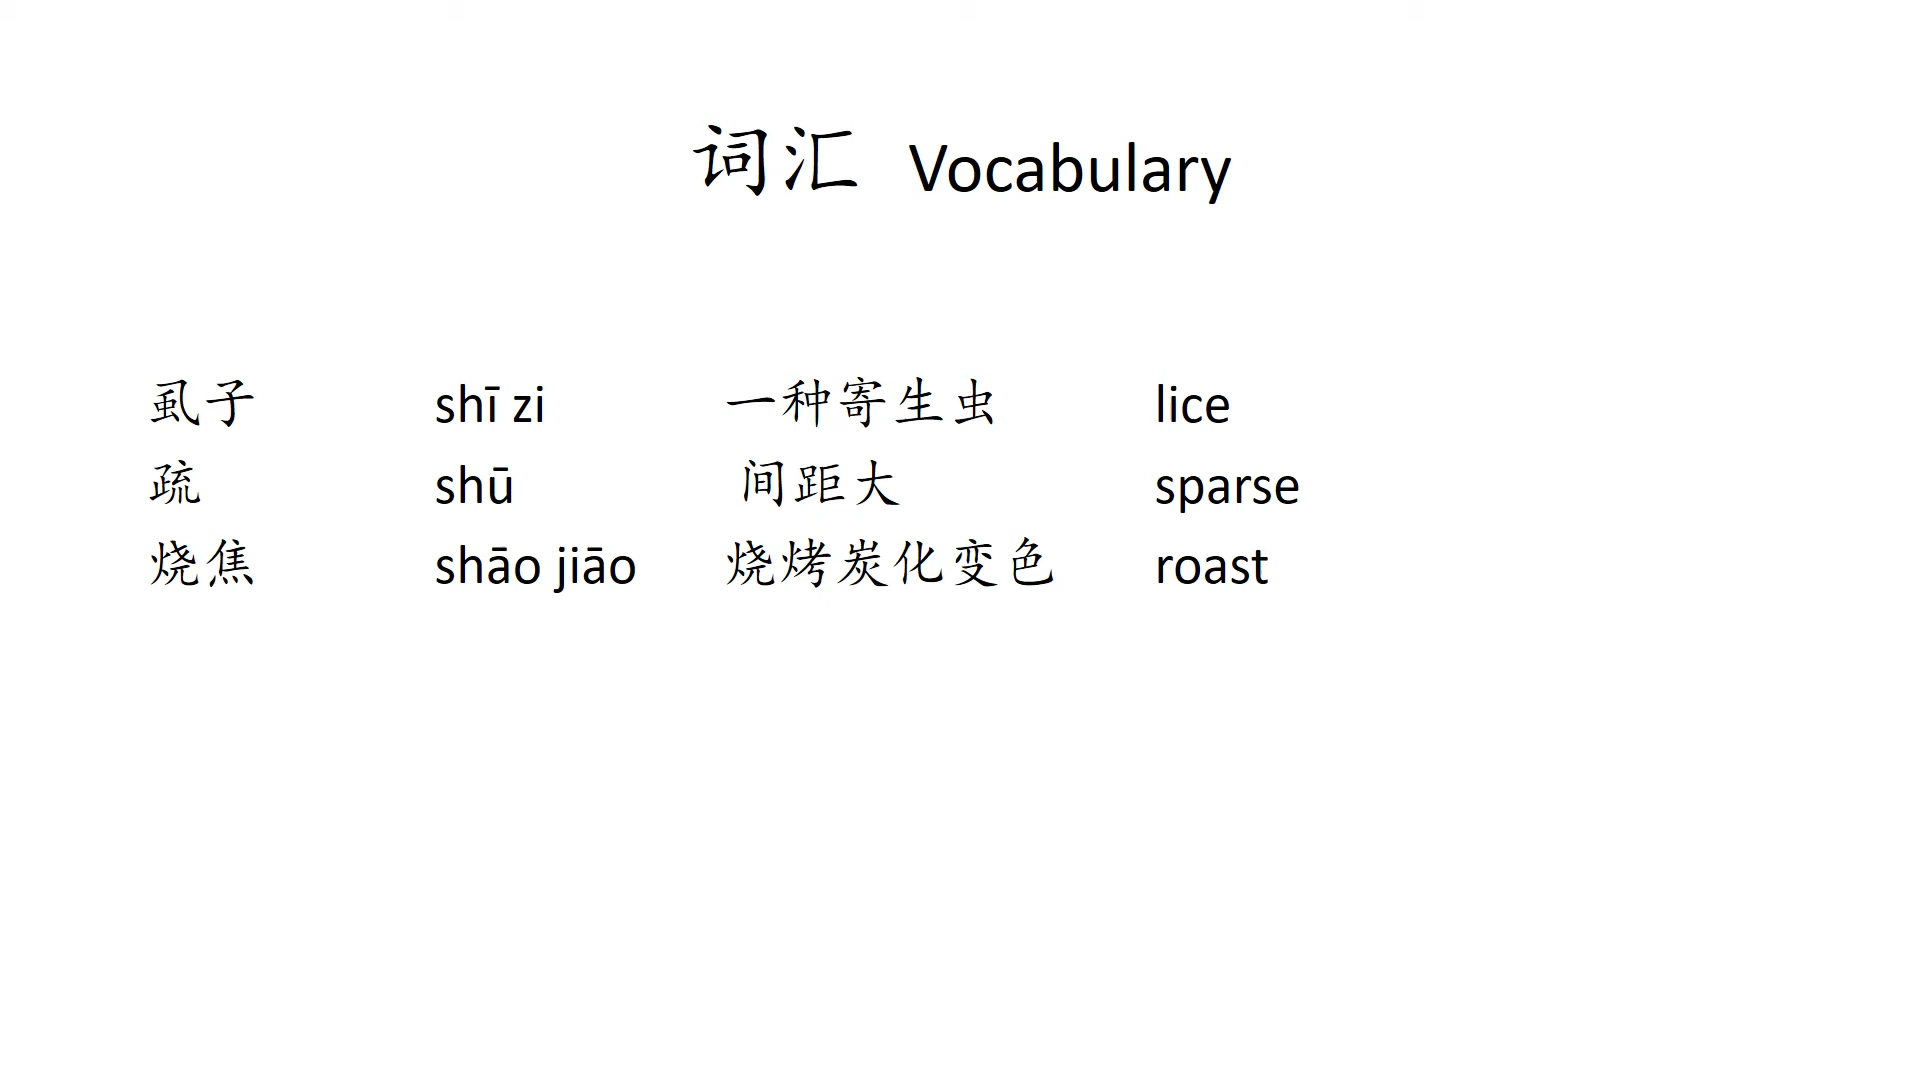 词汇 Vocabulary
虱子 shī zi 一种寄生虫 lice
疏 shū 间距大 sparse
烧焦 shāo jiāo 烧烤炭化变色 roast